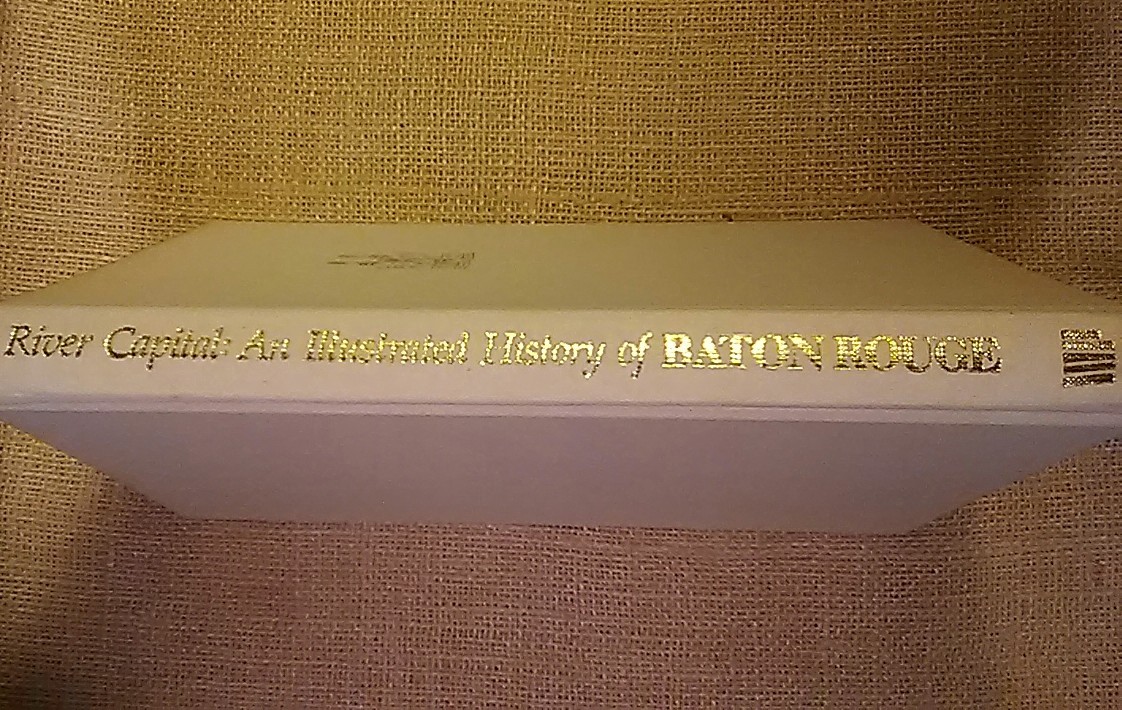 River Capital: An Illustrated History of BATON ROUGE